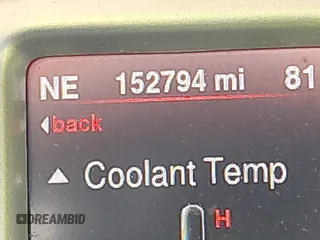 NE 152794 mi 81
back
Coolant Temp
H
DREAMBID